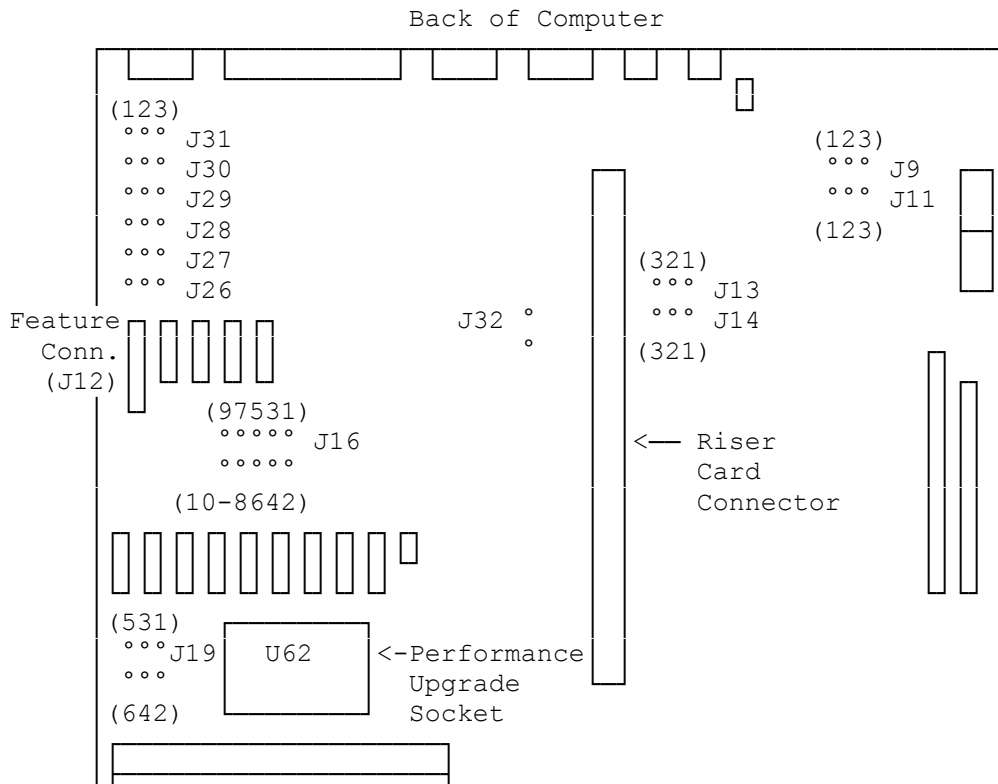 Back of Computer
(123)
°°° J31
(123)
°°° J30
°°° J9
°°° J29
°°° J11
°°° J28
(123)
°°° J27
(321)
°°° J26
°°° J13
Feature
J32 °
°°° J14
Conn.
°
(321)
(J12)
(97531)
°°°°° J16
<—— Riser
°°°°°
Card
(10-8642)
Connector
(531)
°°°J19
U62
<-Performance
°°°
Upgrade
(642)
Socket